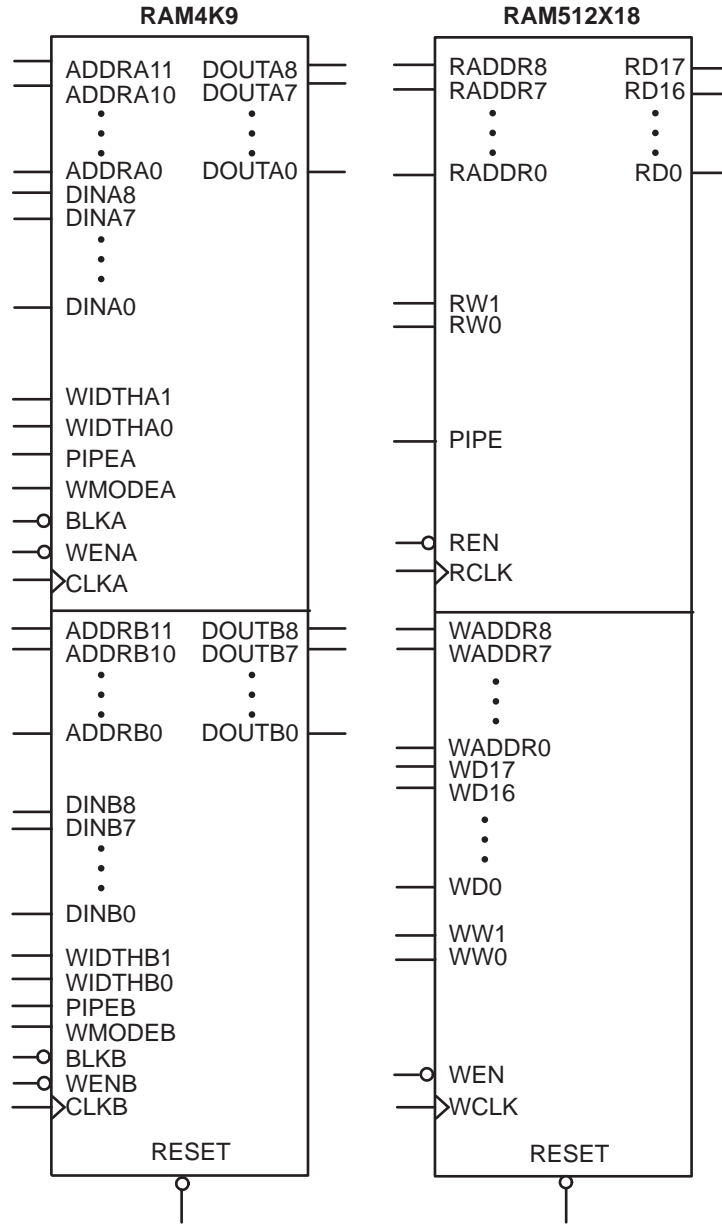 RAM4K9
ADDRA11 DOUTA8
ADDRA10 DOUTA7
ADDRA0 DOUTA0
DINA8
DINA7
DINA0
WIDTHA1
WIDTHA0
PIPEA
WMODEA
BLKA
WENA
CLKA
ADDRB11 DOUTB8
ADDRB10 DOUTB7
ADDRB0 DOUTB0
DINB8
DINB7
DINB0
WIDTHB1
WIDTHB0
PIPEB
WMODEB
BLKB
WENB
CLKB
RESET
RAM512X18
RADDR8 RD17
RADDR7 RD16
RADDR0 RD0
RW1
RW0
PIPE
REN
RCLK
WADDR8
WADDR7
WADDR0
WD17
WD16
WD0
WW1
WW0
WEN
WCLK
RESET